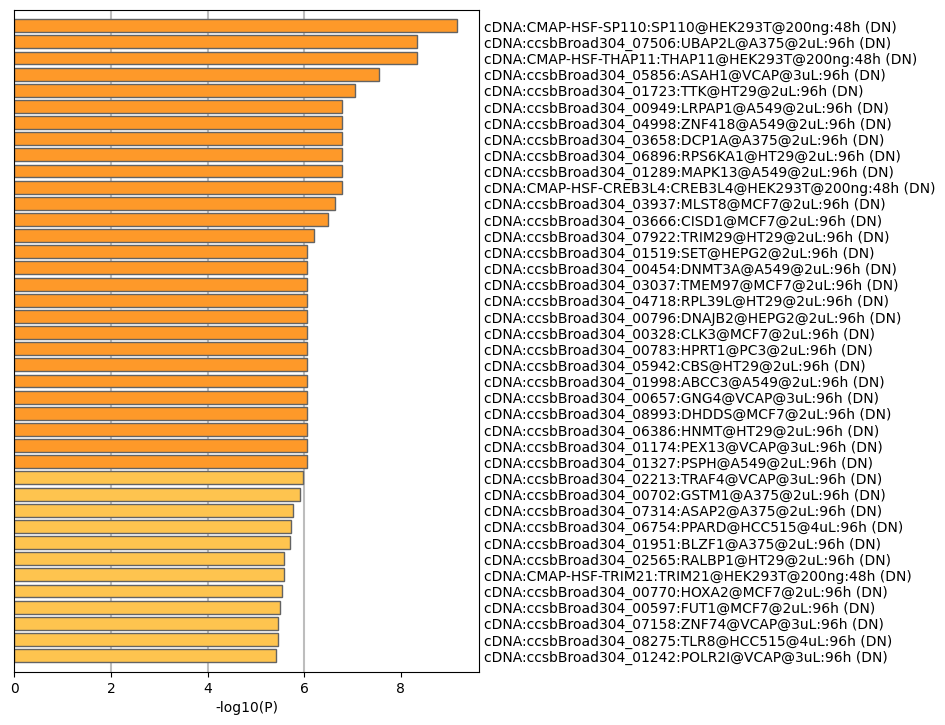 cDNA:CMAP-HSF-SP110:SP110@HEK293T@200ng:48h (DN)
cDNA:ccsbBroad304_07506:UBAP2L@A375@2uL:96h (DN)
cDNA:CMAP-HSF-THAP11:THAP11@HEK293T@200ng:48h (DN)
cDNA:ccsbBroad304_05856:ASAH1@VCAP@3uL:96h (DN)
cDNA:ccsbBroad304_01723:TTK@HT29@2uL:96h (DN)
cDNA:ccsbBroad304_00949:LRPAP1@A549@2uL:96h (DN)
cDNA:ccsbBroad304_04998:ZNF418@A549@2uL:96h (DN)
cDNA:ccsbBroad304_03658:DCP1A@A375@2uL:96h (DN)
cDNA:ccsbBroad304_06896:RPS6KA1@HT29@2uL:96h (DN)
cDNA:ccsbBroad304_01289:MAPK13@A549@2uL:96h (DN)
cDNA:CMAP-HSF-CREB3L4:CREB3L4@HEK293T@200ng:48h (DN)
cDNA:ccsbBroad304_03937:MLST8@MCF7@2uL:96h (DN)
cDNA:ccsbBroad304_03666:CISD1@MCF7@2uL:96h (DN)
cDNA:ccsbBroad304_07922:TRIM29@HT29@2uL:96h (DN)
cDNA:ccsbBroad304_01519:SET@HEPG2@2uL:96h (DN)
cDNA:ccsbBroad304_00454:DNMT3A@A549@2uL:96h (DN)
cDNA:ccsbBroad304_03037:TMEM97@MCF7@2uL:96h (DN)
cDNA:ccsbBroad304_04718:RPL39L@HT29@2uL:96h (DN)
cDNA:ccsbBroad304_00796:DNAJB2@HEPG2@2uL:96h (DN)
cDNA:ccsbBroad304_00328:CLK3@MCF7@2uL:96h (DN)
cDNA:ccsbBroad304_00783:HPRT1@PC3@2uL:96h (DN)
cDNA:ccsbBroad304_05942:CBS@HT29@2uL:96h (DN)
cDNA:ccsbBroad304_01998:ABCC3@A549@2uL:96h (DN)
cDNA:ccsbBroad304_00657:GNG4@VCAP@3uL:96h (DN)
cDNA:ccsbBroad304_08993:DHDDS@MCF7@2uL:96h (DN)
cDNA:ccsbBroad304_06386:HNMT@HT29@2uL:96h (DN)
cDNA:ccsbBroad304_01174:PEX13@VCAP@3uL:96h (DN)
cDNA:ccsbBroad304_01327:PSPH@A549@2uL:96h (DN)
cDNA:ccsbBroad304_02213:TRAF4@VCAP@3uL:96h (DN)
cDNA:ccsbBroad304_00702:GSTM1@A375@2uL:96h (DN)
cDNA:ccsbBroad304_07314:ASAP2@A375@2uL:96h (DN)
cDNA:ccsbBroad304_06754:PPARD@HCC515@4uL:96h (DN)
cDNA:ccsbBroad304_01951:BLZF1@A375@2uL:96h (DN)
cDNA:ccsbBroad304_02565:RALBP1@HT29@2uL:96h (DN)
cDNA:CMAP-HSF-TRIM21:TRIM21@HEK293T@200ng:48h (DN)
cDNA:ccsbBroad304_00770:HOXA2@MCF7@2uL:96h (DN)
cDNA:ccsbBroad304_00597:FUT1@MCF7@2uL:96h (DN)
cDNA:ccsbBroad304_07158:ZNF74@VCAP@3uL:96h (DN)
cDNA:ccsbBroad304_08275:TLR8@HCC515@4uL:96h (DN)
cDNA:ccsbBroad304_01242:POLR2I@VCAP@3uL:96h (DN)
0 2 4 6 8
-log10(P)